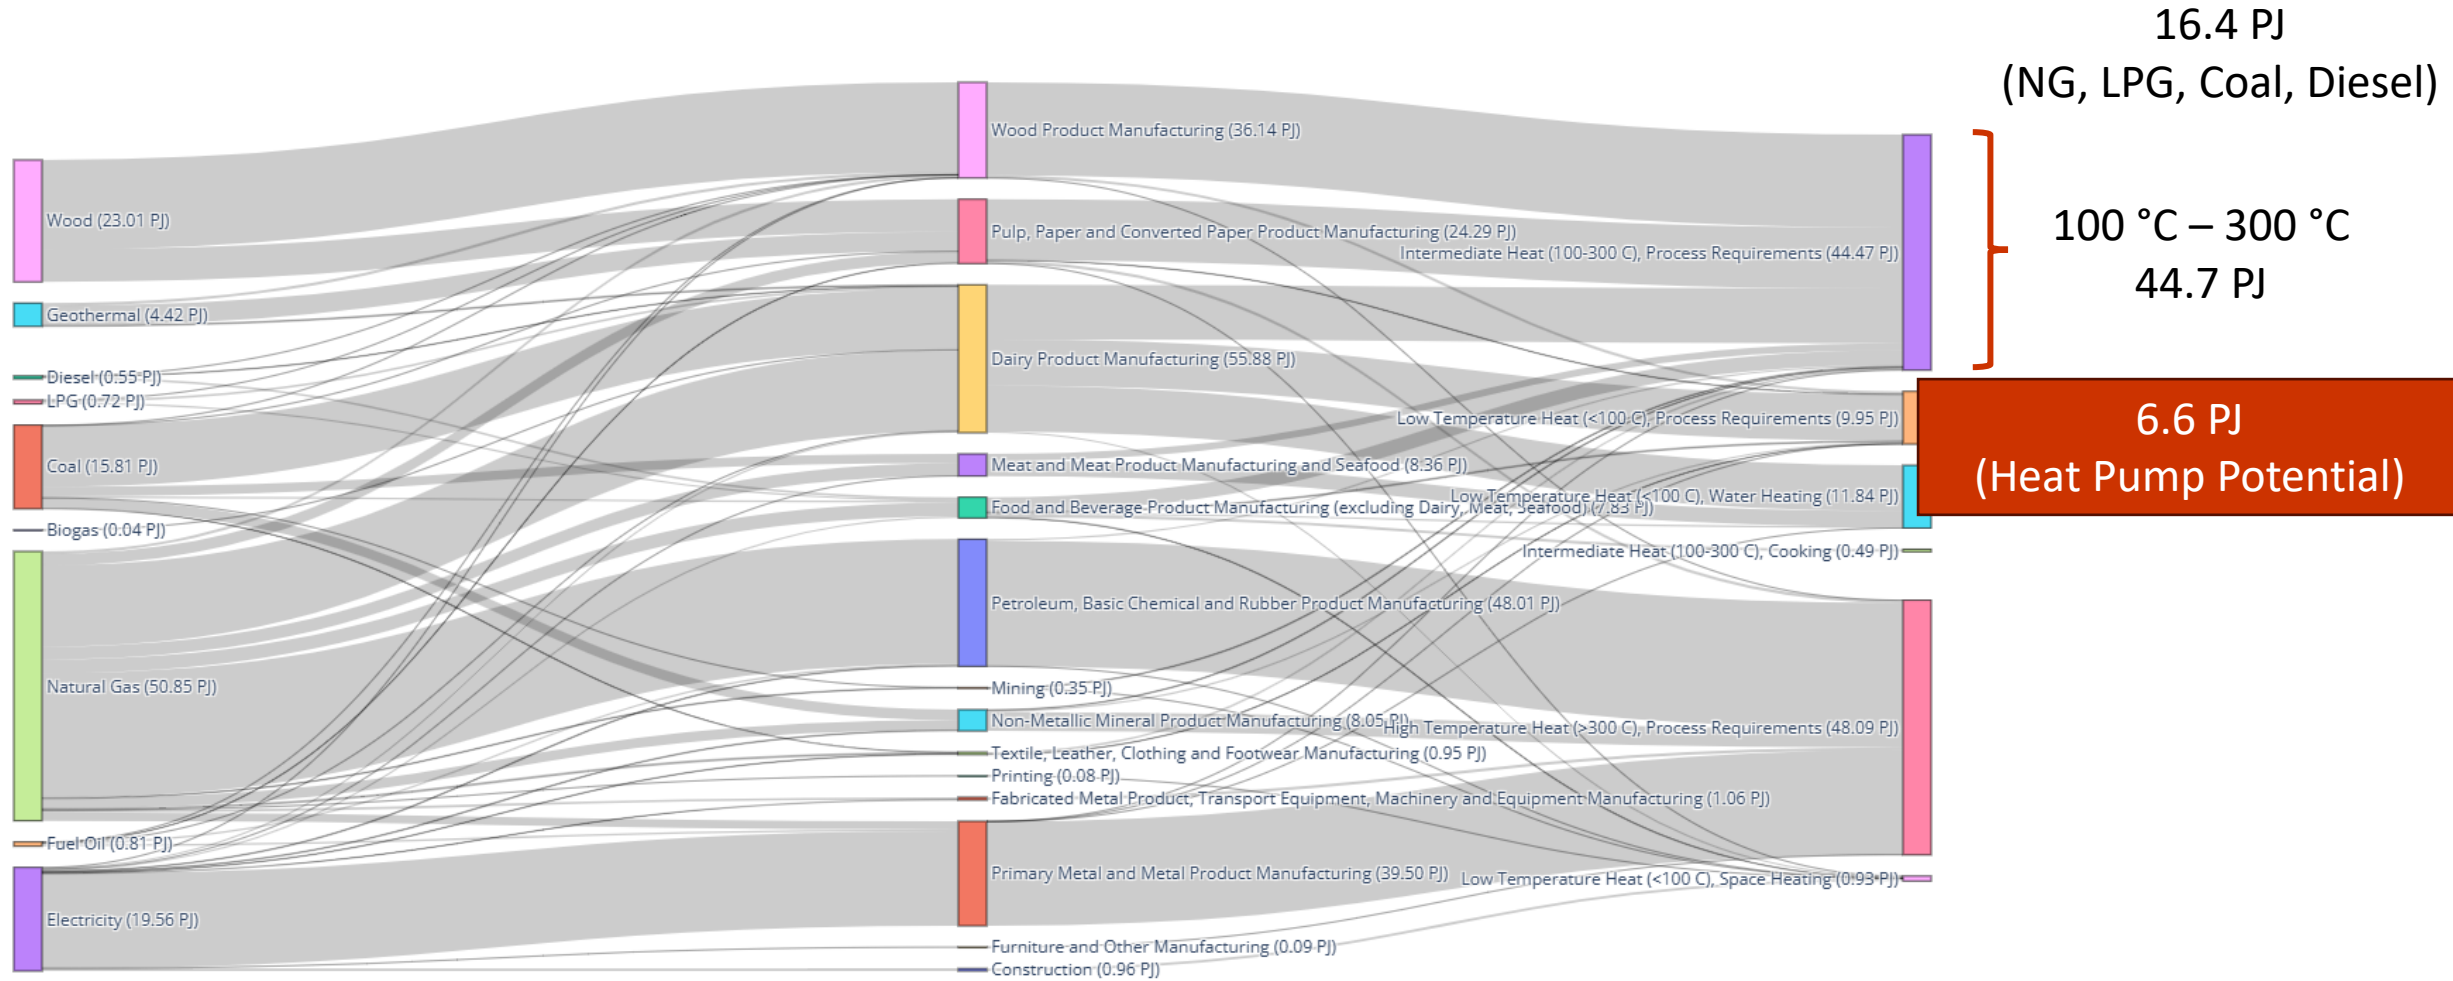 16.4 PJ
(NG, LPG, Coal, Diesel)
100 °C – 300 °C
44.7 PJ
6.6 PJ
(Heat Pump Potential)
Wood (23.01 PJ)
Geothermal (4.42 PJ)
Diesel (0.55 PJ)
LPG (0.72 PJ)
Coal (15.81 PJ)
Biogas (0.04 PJ)
Natural Gas (50.85 PJ)
Fuel Oil (0.81 PJ)
Electricity (19.56 PJ)
Wood Product Manufacturing (36.14 PJ)
Pulp, Paper and Converted Paper Product Manufacturing (24.29 PJ)
Dairy Product Manufacturing (55.88 PJ)
Meat and Meat Product Manufacturing and Seafood (8.36 PJ)
Food and Beverage Product Manufacturing (excluding Dairy, Meat, Seafood) (7.83 PJ)
Petroleum, Basic Chemical and Rubber Product Manufacturing (48.01 PJ)
Mining (0.35 PJ)
Non-Metallic Mineral Product Manufacturing (8.05 PJ)
Textile, Leather, Clothing and Footwear Manufacturing (0.95 PJ)
Printing (0.08 PJ)
Fabricated Metal Product, Transport Equipment, Machinery and Equipment Manufacturing (1.06 PJ)
Primary Metal and Metal Product Manufacturing (39.50 PJ)
Furniture and Other Manufacturing (0.09 PJ)
Construction (0.96 PJ)
Intermediate Heat (100-300 C), Process Requirements (44.47 PJ)
Low Temperature Heat (<100 C), Process Requirements (9.95 PJ)
Low Temperature Heat (<100 C), Water Heating (11.84 PJ)
Intermediate Heat (100-300 C), Cooking (0.49 PJ)
High Temperature Heat (>300 C), Process Requirements (48.09 PJ)
Low Temperature Heat (<100 C), Space Heating (0.93 PJ)